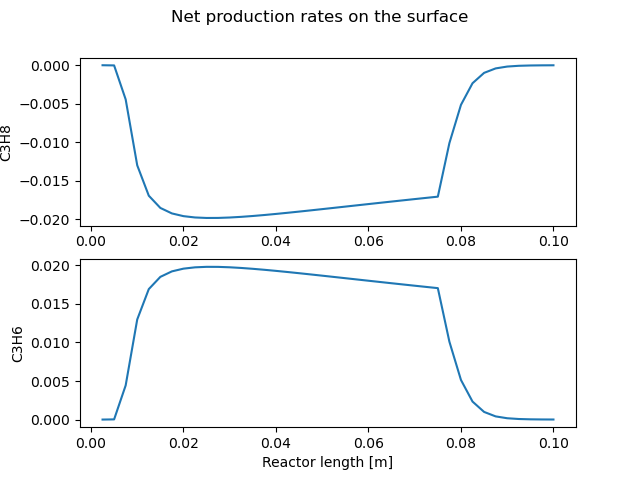 Net production rates on the surface
0.000
−0.005
−0.010
−0.015
−0.020
C3H8
0.00 0.02 0.04 0.06 0.08 0.10
0.020
0.015
0.010
0.005
0.000
C3H6
0.00 0.02 0.04 0.06 0.08 0.10
Reactor length [m]